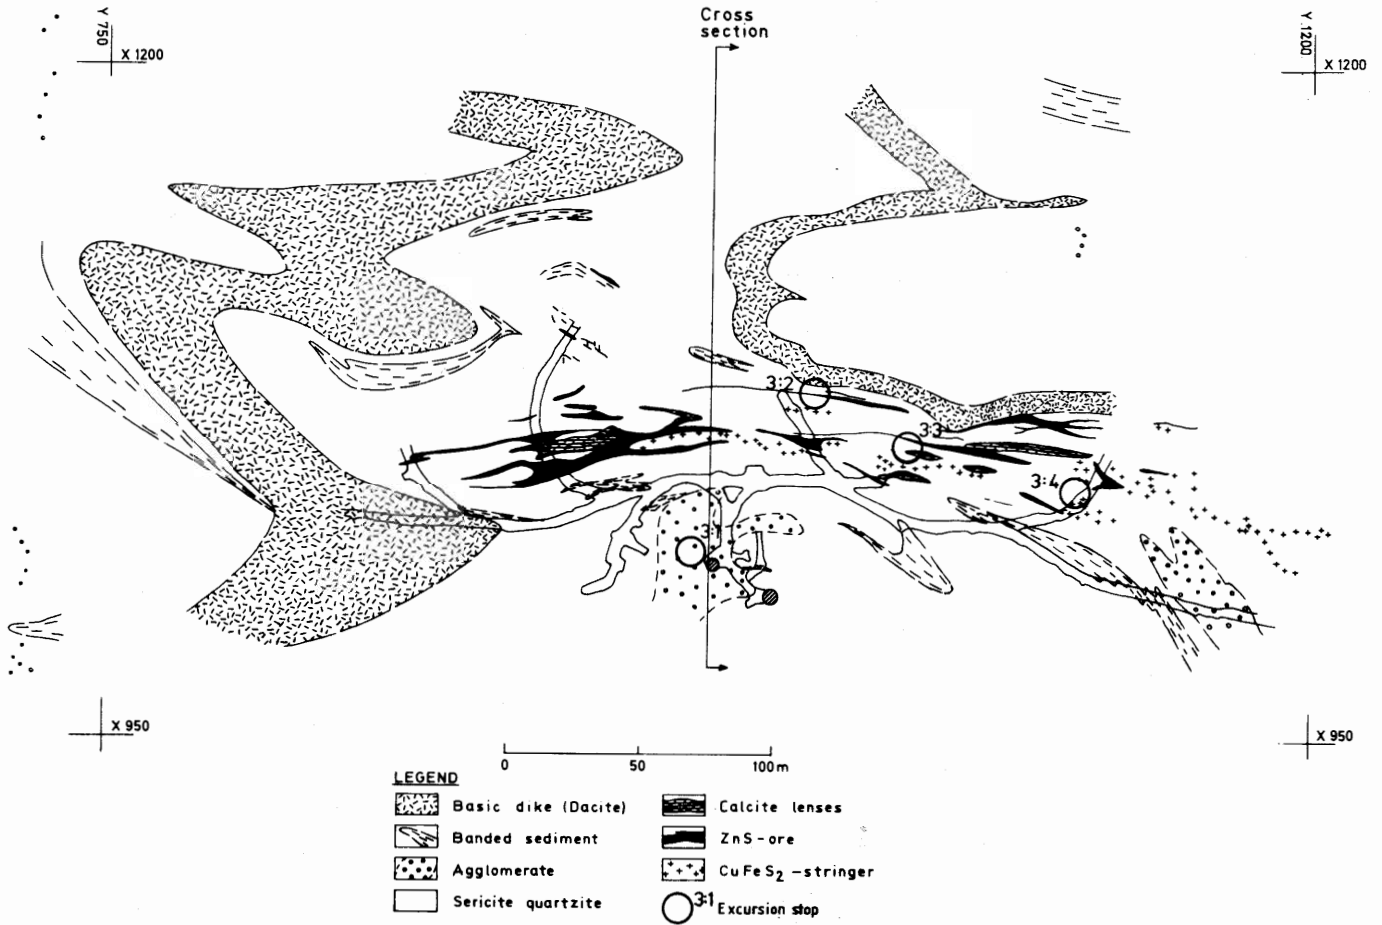 Cross
section
Y 750
X 1200
Y. 1200
X 1200
3:2
3:3
3:4
3:1
X 950
X 950
0 50 100m
LEGEND
Basic dike (Dacite)
Banded sediment
Agglomerate
Sericite quartzite
Calcite lenses
ZnS-ore
CuFeS₂-stringer
3:1 Excursion stop